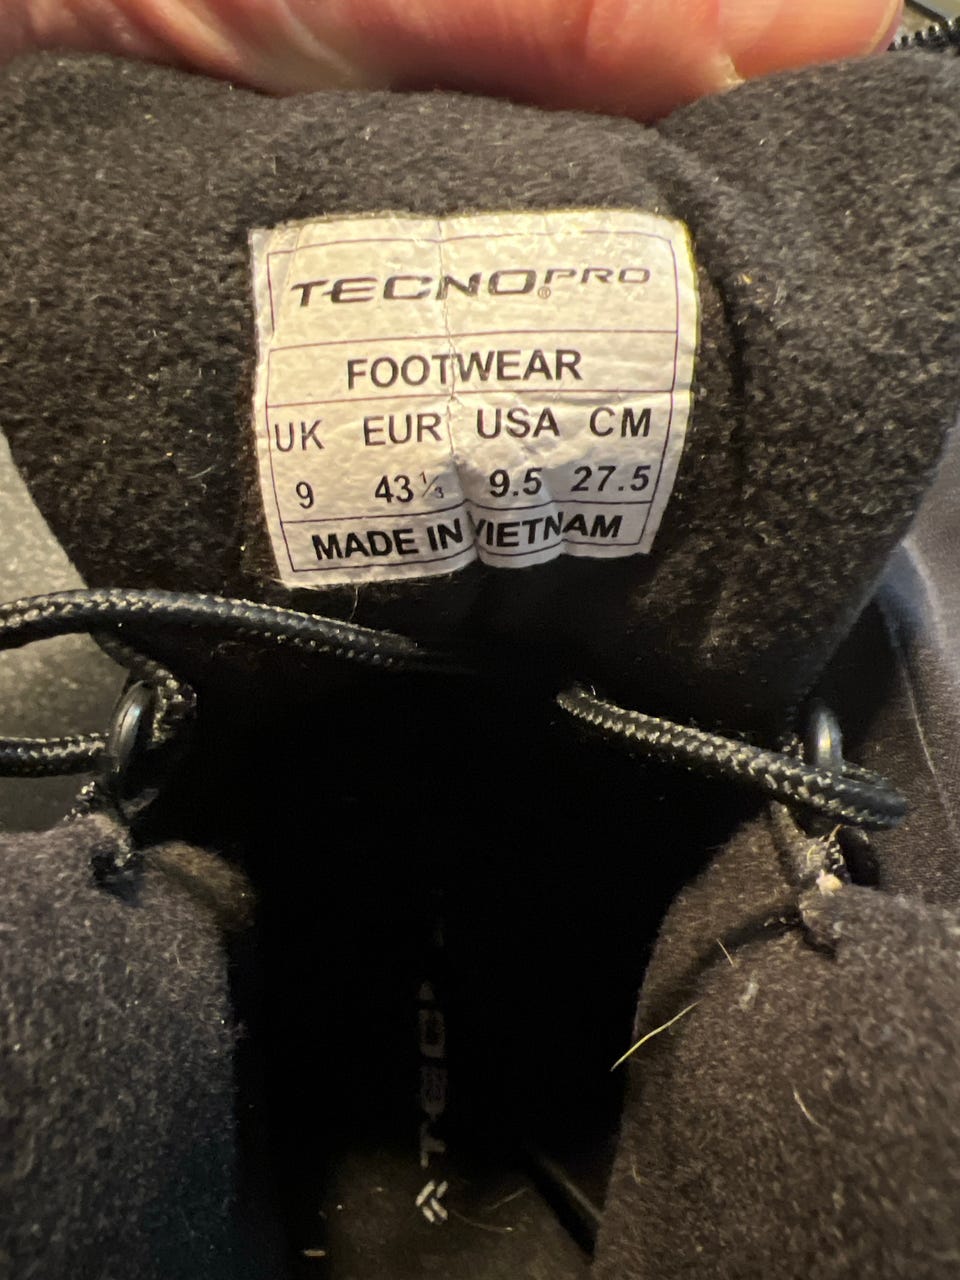 TECNOPRO®
FOOTWEAR
UK EUR USA CM
9 43⅓ 9.5 27.5
MADE IN VIETNAM